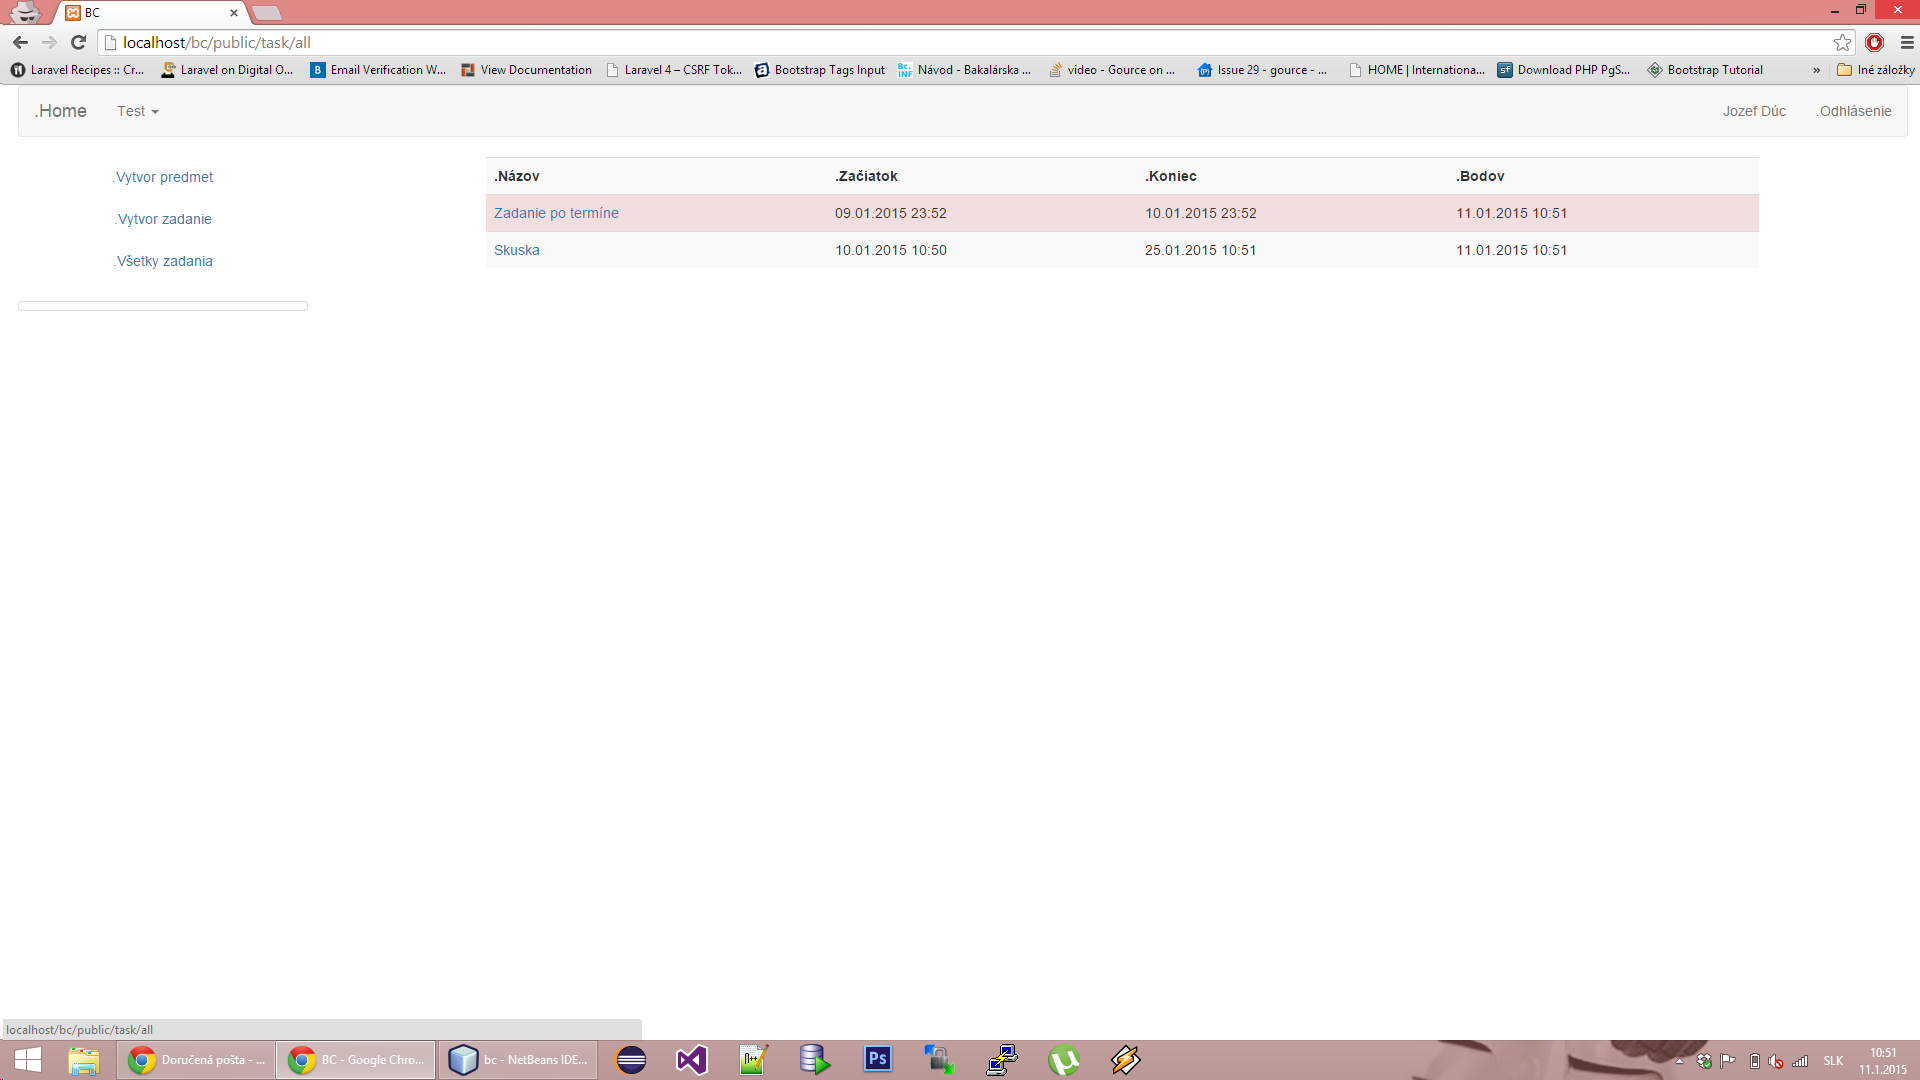 BC
localhost/bc/public/task/all
Laravel Recipes :: Cr... Laravel on Digital O... Email Verification W... View Documentation Laravel 4 – CSRF Tok... Bootstrap Tags Input Návod - Bakalárska ... video - Gource on ... Issue 29 - gource - ... HOME | Internationa... Download PHP PgS... Bootstrap Tutorial » Iné záložky
.Home Test Jozef Dúc .Odhlásenie
.Vytvor predmet
.Vytvor zadanie
.Všetky zadania
.Názov .Začiatok .Koniec .Bodov
Zadanie po termíne 09.01.2015 23:52 10.01.2015 23:52 11.01.2015 10:51
Skuska 10.01.2015 10:50 25.01.2015 10:51 11.01.2015 10:51
localhost/bc/public/task/all
Doručená pošta - ... BC - Google Chro... bc - NetBeans IDE... Ps SLK 10:51
11.1.2015